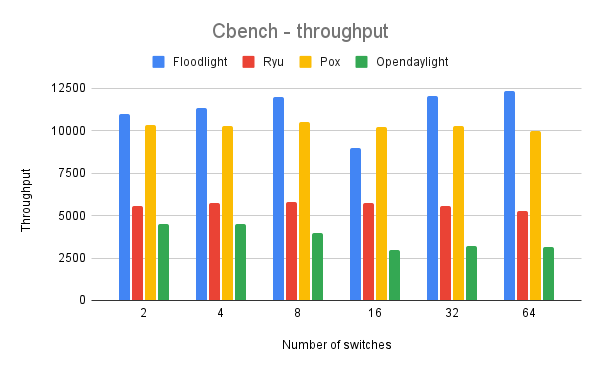 Cbench - throughput
Floodlight Ryu Pox Opendaylight
12500
10000
7500
5000
2500
0
Throughput
2 4 8 16 32 64
Number of switches